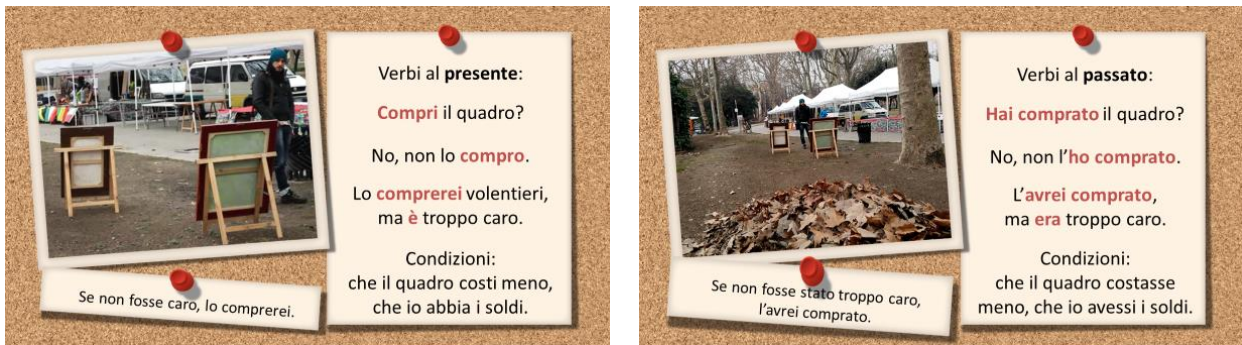 Verbi al presente:
Compri il quadro?
No, non lo compro.
Lo comprerei volentieri,
ma è troppo caro.
Condizioni:
che il quadro costi meno,
che io abbia i soldi.
Se non fosse caro, lo comprerei.
Verbi al passato:
Hai comprato il quadro?
No, non l'ho comprato.
L'avrei comprato,
ma era troppo caro.
Condizioni:
che il quadro costasse
meno, che io avessi i soldi.
Se non fosse stato troppo caro,
l'avrei comprato.